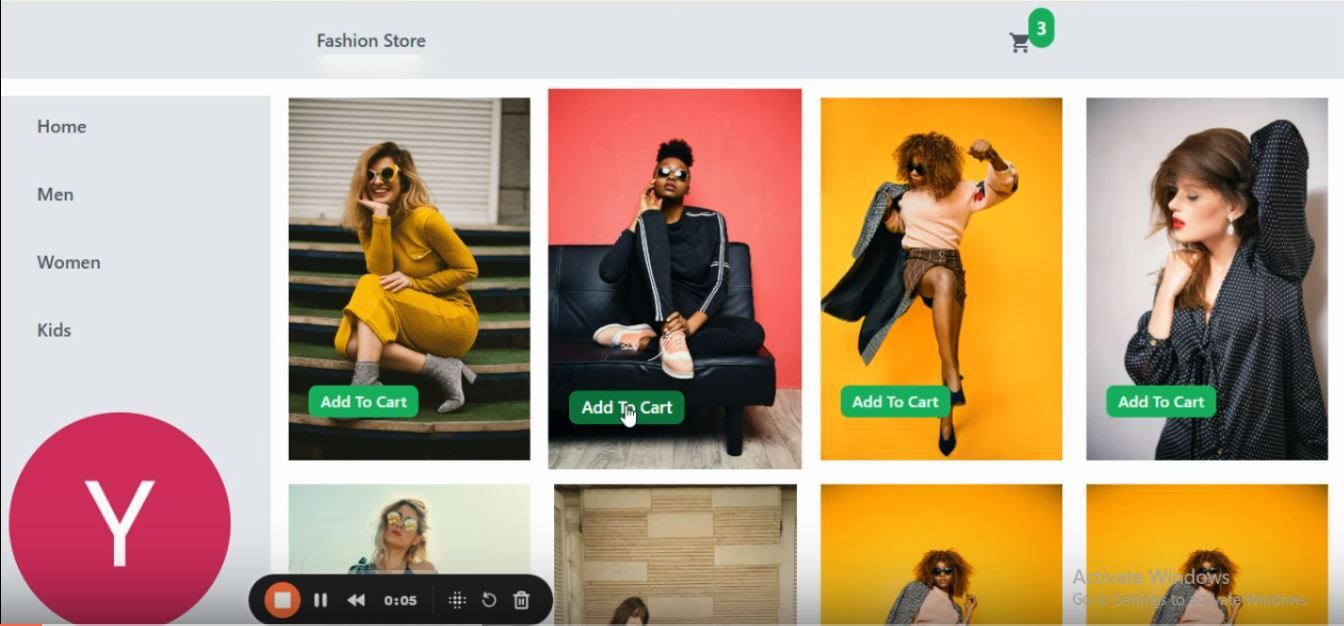 Fashion Store
3
Home
Men
Women
Kids
Add To Cart
Add To Cart
Add To Cart
Add To Cart
Y
0:05
Activate Windows
Go to Settings to activate Windows.